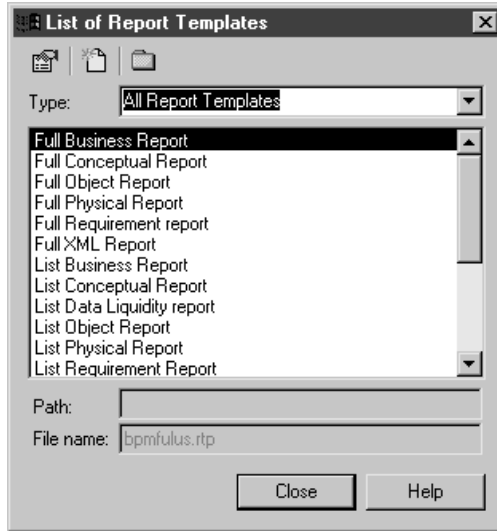 List of Report Templates
Type: All Report Templates
Full Business Report
Full Conceptual Report
Full Object Report
Full Physical Report
Full Requirement report
Full XML Report
List Business Report
List Conceptual Report
List Data Liquidity report
List Object Report
List Physical Report
List Requirement Report
Path:
File name: bpmfulus.rtp
Close Help